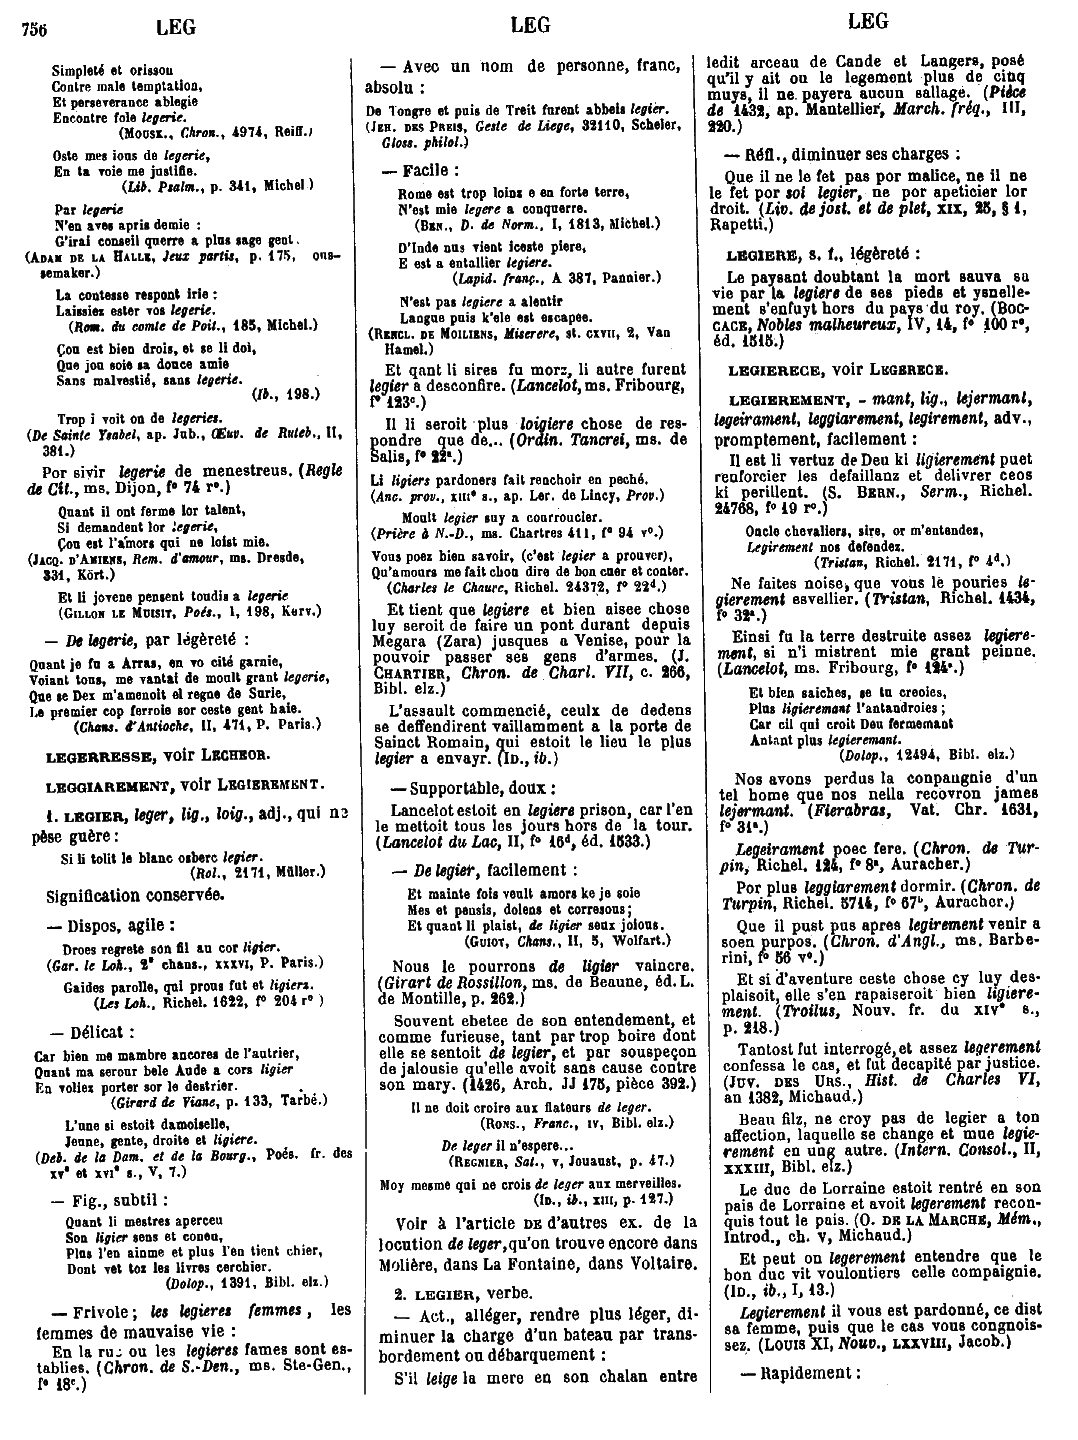 756 LEG LEG LEG
Simpleté et orisson
Contre male temptation,
Et perseverance ablegie
Encontre fole legerie.
(Mousk., Chron., 4974, Reiff.)
Oste mes ions de legerie,
En ta voie me justifie.
(Lib. Psalm., p. 341, Michel)
Par legerie
N'en aves apris demie :
G'irai conseil querre a plus sage gent.
(Adam de la Halle, Jeux partis, p. 175, ous-
semaker.)
La contesse respont irie :
Laissiez ester vos legerie.
(Rom. du comte de Poit., 185, Michel.)
Çou est bien drois, et se li doi,
Que jou soie sa douce amie
Sans malvestié, sans legerie.
(Ib., 198.)
Trop i voit on de legeries.
(De Sainte Ysabel, ap. Jub., Œuv. de Ruteb., II,
381.)
Por sivir legerie de menestreus. (Regle
de Cit., ms. Dijon, f° 74 r°.)
Quant il ont ferme lor talent,
Si demandent lor legerie,
Çou est l'amors qui ne loist mie.
(Jacq. d'Amiens, Rem. d'amour, ms. Dresde,
331, Kört.)
Et li jovene pensent toudis a legerie
(Gillon le Muisit, Poés., 1, 198, Kerv.)
— De legerie, par légèreté :
Quant je fu a Arras, en vo cité garnie,
Voiant tous, me vantai de moult grant legerie,
Que se Dex m'amenoit el regne de Surie,
Le premier cop ferroie sor ceste gent haie.
(Chans. d'Antioche, II, 471, P. Paris.)
LEGERRESSE, voir Lecheor.
LEGGIAREMENT, voir Legierement.
1. LEGIER, leger, lig., loig., adj., qui ne
pèse guère :
Si li tolit le blanc osberc legier.
(Rol., 2171, Müller.)
Signification conservée.
— Dispos, agile :
Droes regrete son fil au cor ligier.
(Gar. le Loh., 2e chans., xxxvi, P. Paris.)
Gaides parolle, qui prous fut et ligiers.
(Les Loh., Richel. 1622, f° 204 r°)
— Délicat :
Car bien me mambre ancores de l'autrier,
Quant ma serour bele Aude a cors ligier
En voliez porter sor le destrier.
(Girard de Viane, p. 133, Tarbé.)
L'une si estoit damoiselle,
Jeune, gente, droite et ligiere.
(Deb. de la Dam. et de la Bourg., Poés. fr. des
xve et xvie s., V, 7.)
— Fig., subtil :
Quant li mestres aperceu
Son ligier sens et coneu,
Plus l'en ainme et plus l'en tient chier,
Dont vet toz les livres cerchier.
(Dolop., 1391, Bibl. elz.)
— Frivole ; les legieres femmes, les
femmes de mauvaise vie :
En la rue ou les legieres fames sont es-
tablies. (Chron. de S.-Den., ms. Ste-Gen.,
f° 18c.)
— Avec un nom de personne, franc,
absolu :
De Tongre et puis de Treit furent abbeis legier.
(Jeh. des Preis, Geste de Liege, 32110, Scheler,
Gloss. philol.)
— Facile :
Rome est trop loinz e en forte terre,
N'est mie legere a conquerre.
(Ben., D. de Norm., I, 1813, Michel.)
D'Inde nus vient iceste piere,
E est a entallier legiere.
(Lapid. franç., A 387, Pannier.)
N'est pas legiere a alentir
Langue puis k'ele est escapee.
(Rencl. de Moiliens, Miserere, st. cxvii, 2, Van
Hamel.)
Et qant li sires fu morz, li autre furent
legier a desconfire. (Lancelot, ms. Fribourg,
f° 123c.)
Il li seroit plus loigiere chose de res-
pondre que de... (Ordin. Tancrei, ms. de
Salis, f° 22a.)
Li ligiers pardoners fait renchoir en peché.
(Anc. prov., xiiie s., ap. Ler. de Lincy, Prov.)
Moult legier suy a courroucier.
(Prière à N.-D., ms. Chartres 411, f° 94 v°.)
Vous poez bien savoir, (c'est legier a prouver),
Qu'amours me fait chou dire de bon cuer et conter.
(Charles le Chauve, Richel. 24372, f° 22d.)
Et tient que legiere et bien aisee chose
luy seroit de faire un pont durant depuis
Megara (Zara) jusques a Venise, pour la
pouvoir passer ses gens d'armes. (J.
Chartier, Chron. de Charl. VII, c. 266,
Bibl. elz.)
L'assault commencié, ceulx de dedens
se deffendirent vaillamment a la porte de
Sainct Romain, qui estoit le lieu le plus
legier a envayr. (Id., ib.)
— Supportable, doux :
Lancelot estoit en legiere prison, car l'en
le mettoit tous les jours hors de la tour.
(Lancelot du Lac, II, f° 16d, éd. 1533.)
— De legier, facilement :
Et mainte fois veult amors ke je soie
Mes et pensis, dolens et corresous ;
Et quant li plaist, de ligier seux joious.
(Guiot, Chans., II, 5, Wolfart.)
Nous le pourrons de ligier vaincre.
(Girart de Rossillon, ms. de Beaune, éd. L.
de Montille, p. 262.)
Souvent ebetee de son entendement, et
comme furieuse, tant par trop boire dont
elle se sentoit de legier, et par souspeçon
de jalousie qu'elle avoit sans cause contre
son mary. (1426, Arch. JJ 175, pièce 392.)
Il ne doit croire aux flateurs de leger.
(Rons., Franc., iv, Bibl. elz.)
De leger il n'espere...
(Regnier, Sat., v, Jouaust, p. 47.)
Moy mesme qui ne crois de leger aux merveilles.
(Id., ib., xiii, p. 127.)
Voir à l'article de d'autres ex. de la
locution de leger, qu'on trouve encore dans
Molière, dans La Fontaine, dans Voltaire.
2. LEGIER, verbe.
— Act., alléger, rendre plus léger, di-
minuer la charge d'un bateau par trans-
bordement ou débarquement :
S'il leige la mere en son chalan entre
ledit arceau de Cande et Langers, posé
qu'il y ait ou le legement plus de cinq
muys, il ne payera aucun sallage. (Pièce
de 1432, ap. Mantellier, March. fréq., III,
220.)
— Réfl., diminuer ses charges :
Que il ne le fet pas por malice, ne il ne
le fet por soi legier, ne por apeticier lor
droit. (Liv. de jost. et de plet, xix, 25, § 1,
Rapetti.)
LEGIERE, s. f., légèreté :
Le paysant doubtant la mort sauva su
vie par la legiere de ses pieds et ysnelle-
ment s'enfuyt hors du pays du roy. (Boc-
cace, Nobles malheureux, IV, 14, f° 100 r°,
éd. 1515.)
LEGIERECE, voir Legerece.
LEGIEREMENT, - mant, lig., lejermant,
legeirament, leggiarement, legirement, adv.,
promptement, facilement :
Il est li vertuz de Deu ki ligierement puet
renforcier les defaillanz et delivrer ceos
ki perillent. (S. Bern., Serm., Richel.
24768, f° 19 r°.)
Oncle chevaliers, sire, or m'entendez,
Legirement nos defendez.
(Tristan, Richel. 2171, f° 4d.)
Ne faites noise, que vous le pouries le-
gierement esvellier. (Tristan, Richel. 1434,
f° 32a.)
Einsi fu la terre destruite assez legiere-
ment, si n'i mistrent mie grant peinne.
(Lancelot, ms. Fribourg, f° 124a.)
Et bien saiches, se tu creoies,
Plus ligieremant l'antandroies ;
Car cil qui croit Deu fermemant
Antant plus legieremant.
(Dolop., 12494, Bibl. elz.)
Nos avons perdus la conpaugnie d'un
tel home que nos nella recovron james
lejermant. (Fierabras, Vat. Chr. 1631,
f° 31a.)
Legeirament poec fere. (Chron. de Tur-
pin, Richel. 124, f° 8a, Auracher.)
Por plus leggiarement dormir. (Chron. de
Turpin, Richel. 5714, f° 67b, Auracher.)
Que il pust pus apres legirement venir a
soen purpos. (Chron. d'Angl., ms. Barbe-
rini, f° 56 v°.)
Et si d'aventure ceste chose cy luy des-
plaisoit, elle s'en rapaiseroit bien ligiere-
ment. (Troilus, Nouv. fr. du xive s.,
p. 218.)
Tantost fut interrogé, et assez legerement
confessa le cas, et fut decapité par justice.
(Juv. des Urs., Hist. de Charles VI,
an 1382, Michaud.)
Beau filz, ne croy pas de legier a ton
affection, laquelle se change et mue legie-
rement en ung autre. (Intern. Consol., II,
xxxiii, Bibl. elz.)
Le duc de Lorraine estoit rentré en son
pais de Lorraine et avoit legerement recon-
quis tout le pais. (O. de la Marche, Mém.,
Introd., ch. v, Michaud.)
Et peut on legerement entendre que le
bon duc vit voulontiers celle compaignie.
(Id., ib., I, 13.)
Legierement il vous est pardonné, ce dist
sa femme, puis que le cas vous congnois-
sez. (Louis XI, Nouv., lxxviii, Jacob.)
— Rapidement :